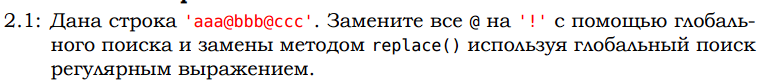 2.1: Дана строка 'aaa@bbb@ccc'. Замените все @ на '!' с помощью глобаль-
ного поиска и замены методом replace() используя глобальный поиск
регулярным выражением.